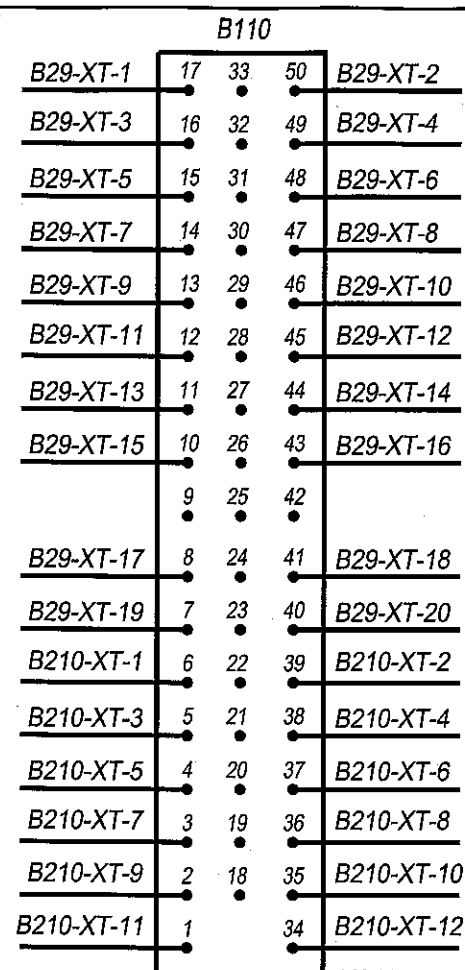 B110
B29-XT-1 17 33 50 B29-XT-2
B29-XT-3 16 32 49 B29-XT-4
B29-XT-5 15 31 48 B29-XT-6
B29-XT-7 14 30 47 B29-XT-8
B29-XT-9 13 29 46 B29-XT-10
B29-XT-11 12 28 45 B29-XT-12
B29-XT-13 11 27 44 B29-XT-14
B29-XT-15 10 26 43 B29-XT-16
9 25 42
B29-XT-17 8 24 41 B29-XT-18
B29-XT-19 7 23 40 B29-XT-20
B210-XT-1 6 22 39 B210-XT-2
B210-XT-3 5 21 38 B210-XT-4
B210-XT-5 4 20 37 B210-XT-6
B210-XT-7 3 19 36 B210-XT-8
B210-XT-9 2 18 35 B210-XT-10
B210-XT-11 1 34 B210-XT-12